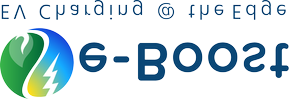 EV Charging @ the Edge
e-Boost